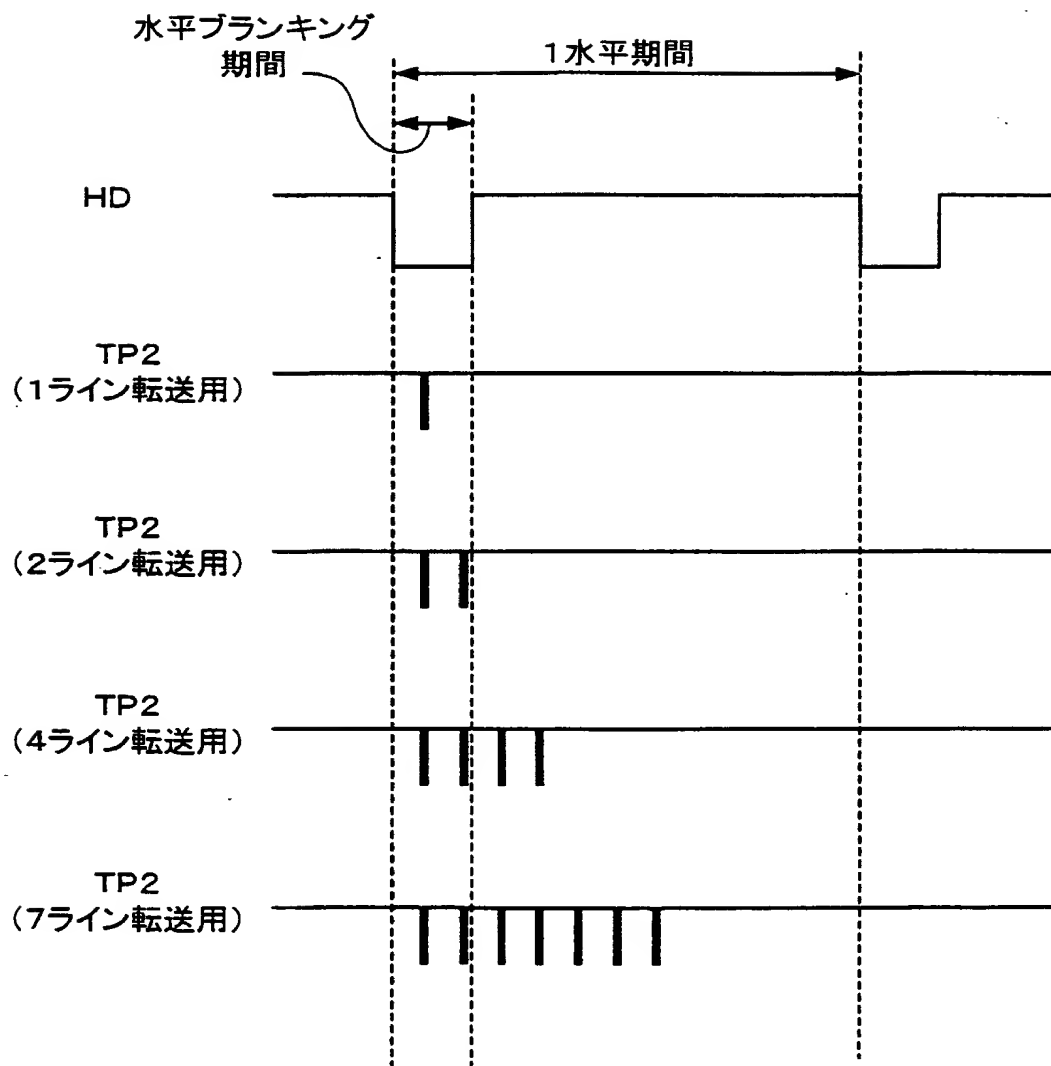 水平ブランキング
期間
1水平期間
HD
TP2
(1ライン転送用)
TP2
(2ライン転送用)
TP2
(4ライン転送用)
TP2
(7ライン転送用)